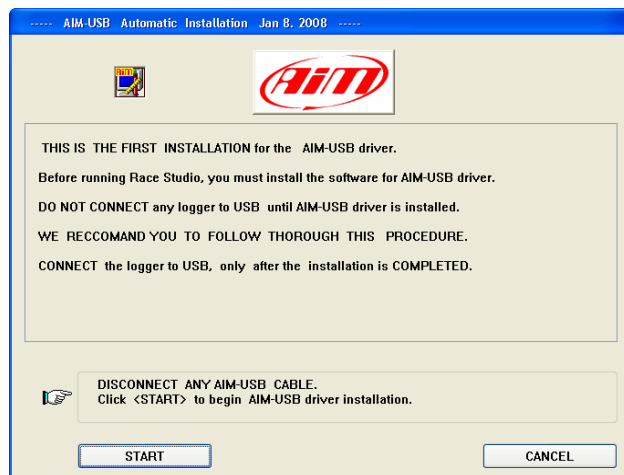 ----- AIM-USB Automatic Installation Jan 8, 2008 -----
AiM
AiM
THIS IS THE FIRST INSTALLATION for the AIM-USB driver.
Before running Race Studio, you must install the software for AIM-USB driver.
DO NOT CONNECT any logger to USB until AIM-USB driver is installed.
WE RECCOMAND YOU TO FOLLOW THOROUGH THIS PROCEDURE.
CONNECT the logger to USB, only after the installation is COMPLETED.
DISCONNECT ANY AIM-USB CABLE.
Click <START> to begin AIM-USB driver installation.
START
CANCEL